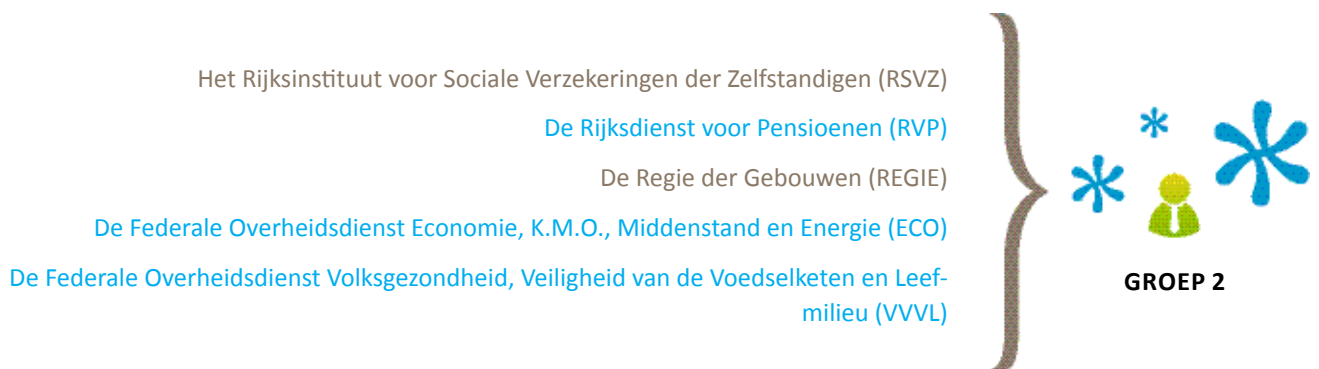 Het Rijksinstituut voor Sociale Verzekeringen der Zelfstandigen (RSVZ)
De Rijksdienst voor Pensioenen (RVP)
De Regie der Gebouwen (REGIE)
De Federale Overheidsdienst Economie, K.M.O., Middenstand en Energie (ECO)
De Federale Overheidsdienst Volksgezondheid, Veiligheid van de Voedselketen en Leef-
milieu (VVVL)
GROEP 2